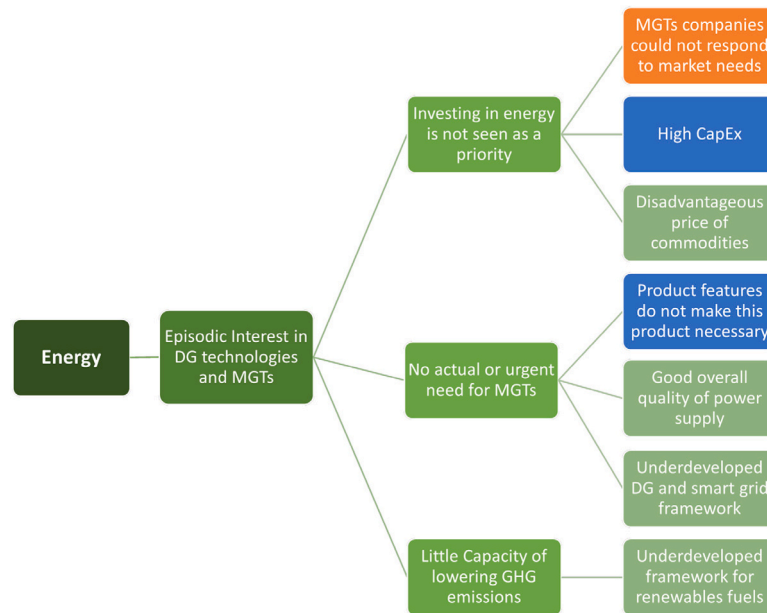 Energy
Episodic Interest in
DG technologies
and MGTs
Investing in energy
is not seen as a
priority
MGTs companies
could not respond
to market needs
High CapEx
Disadvantageous
price of
commodities
No actual or urgent
need for MGTs
Product features
do not make this
product necessary
Good overall
quality of power
supply
Underdeveloped
DG and smart grid
framework
Little Capacity of
lowering GHG
emissions
Underdeveloped
framework for
renewables fuels